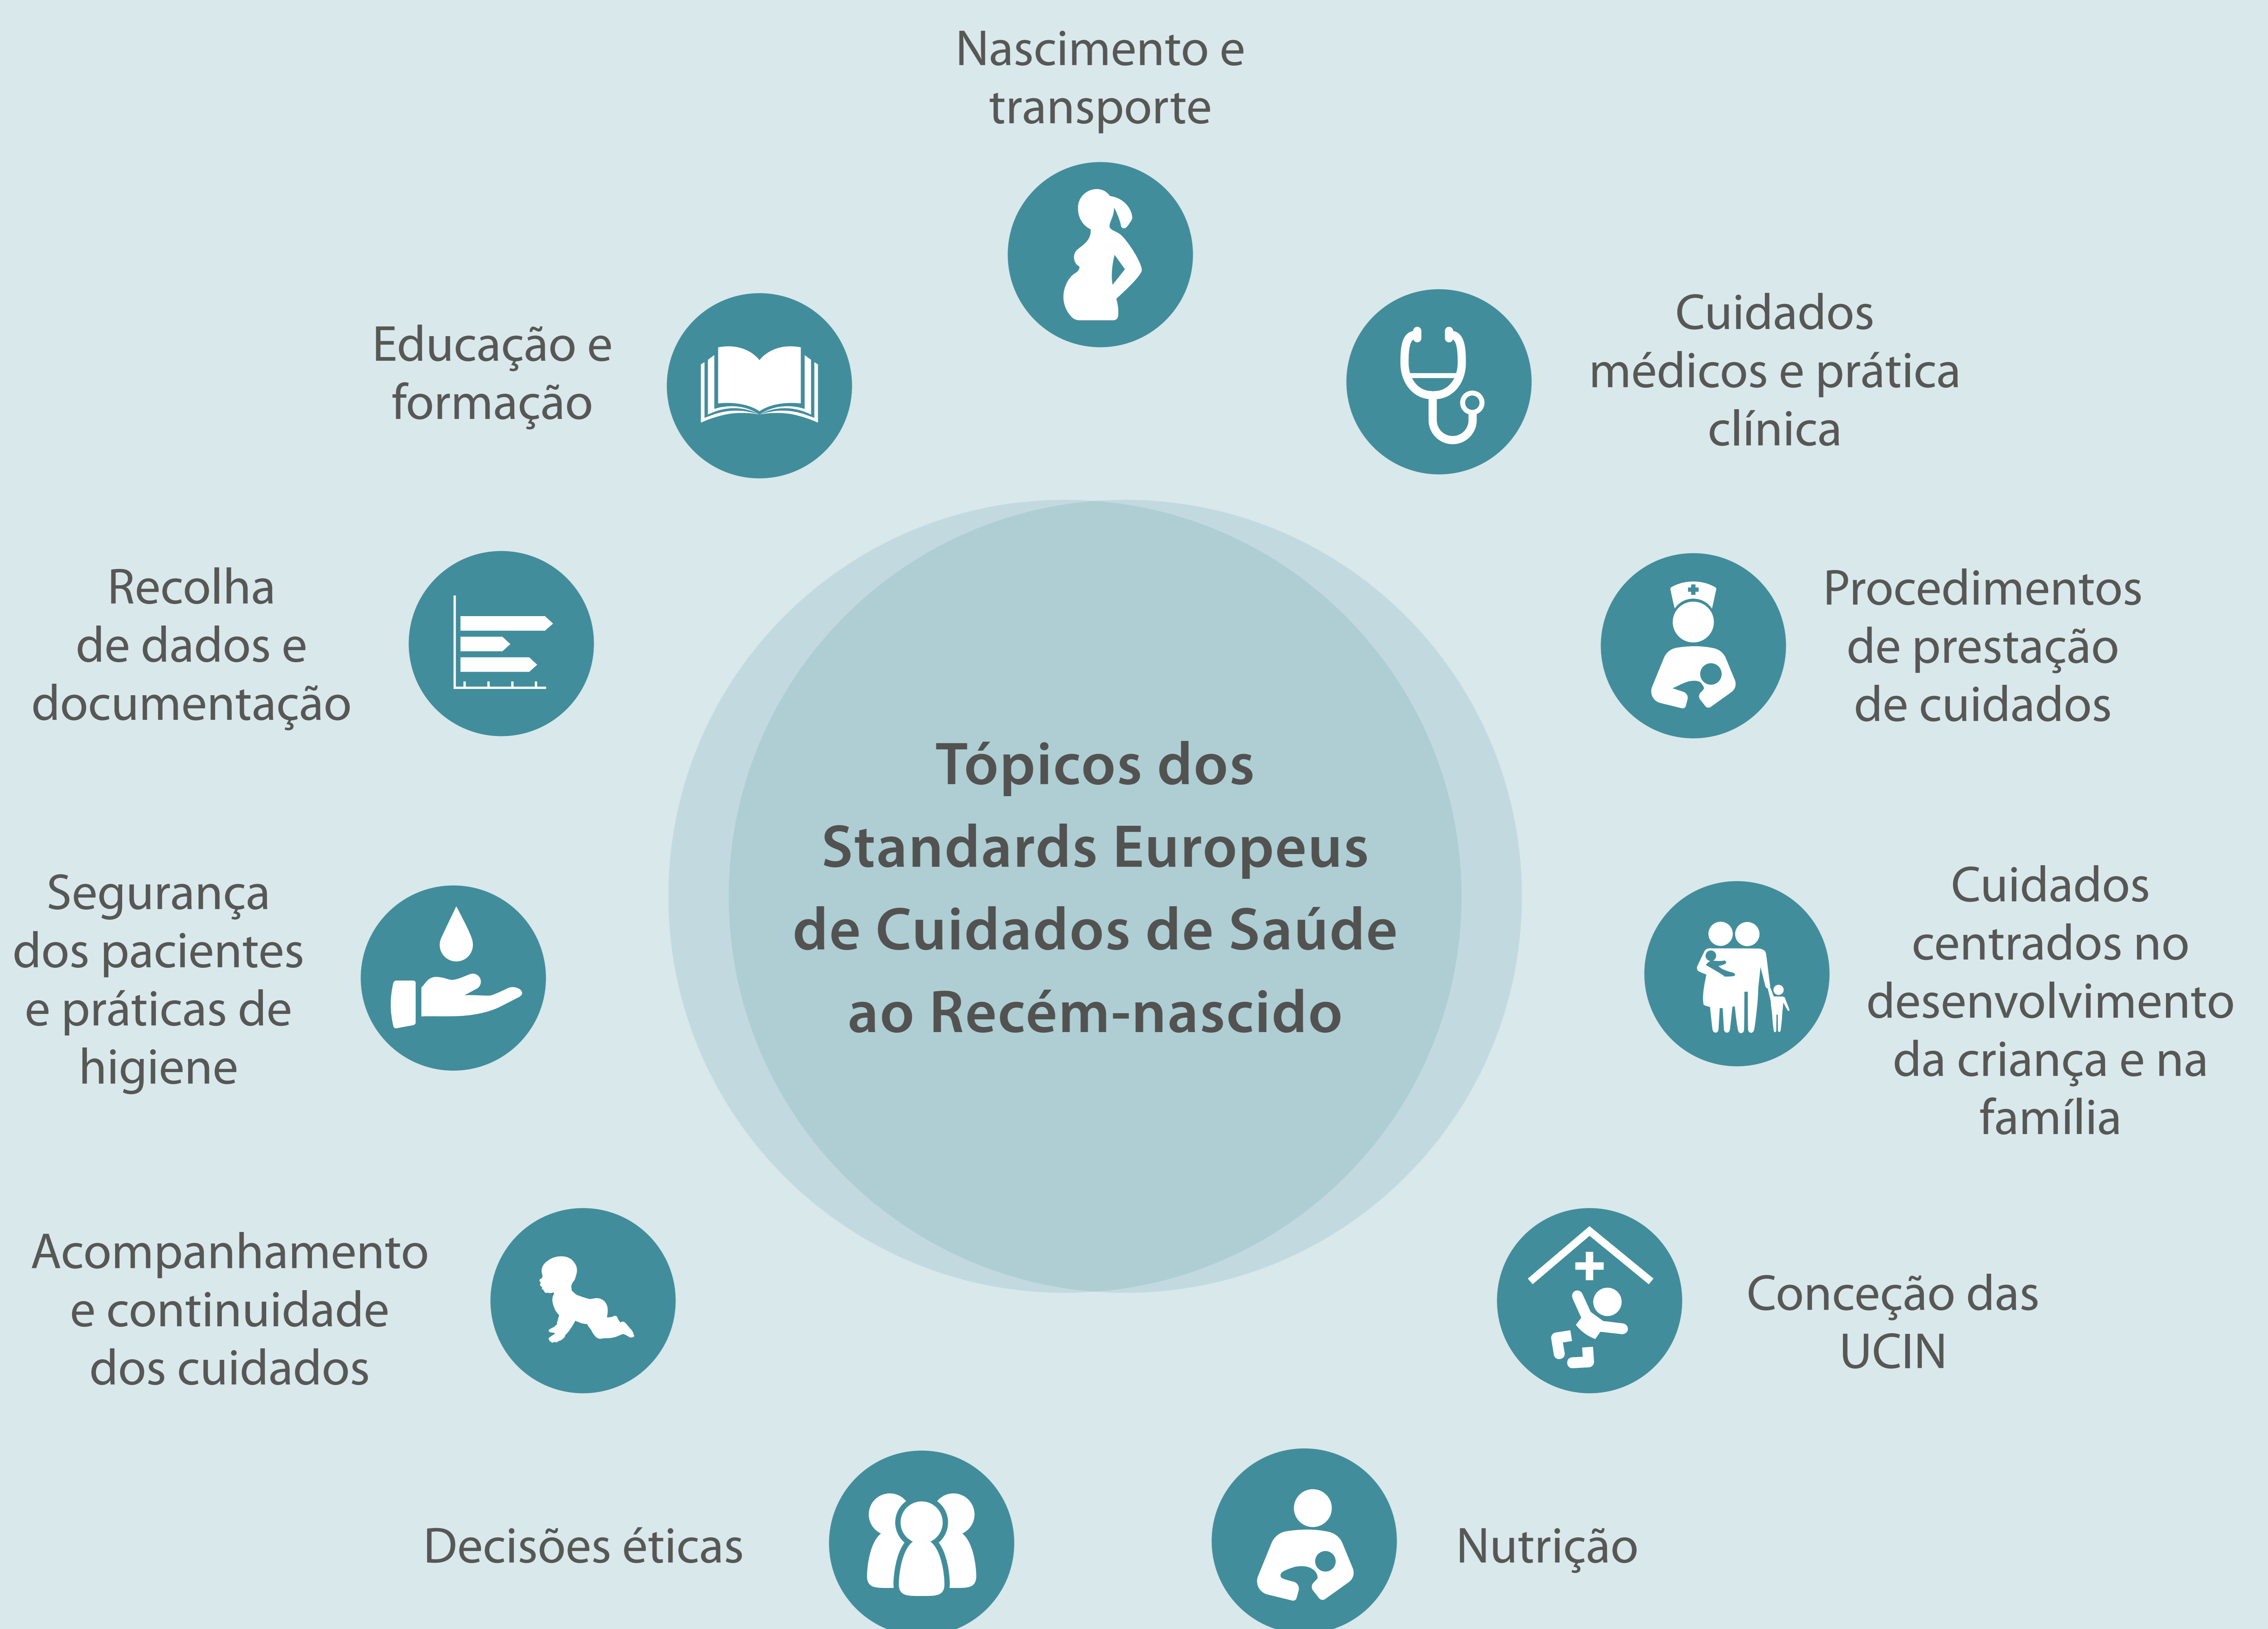 Nascimento e
transporte
Cuidados
médicos e prática
clínica
Procedimentos
de prestação
de cuidados
Cuidados
centrados no
desenvolvimento
da criança e na
família
Conceção das
UCIN
Nutrição
Decisões éticas
Acompanhamento
e continuidade
dos cuidados
Segurança
dos pacientes
e práticas de
higiene
Recolha
de dados e
documentação
Educação e
formação
Tópicos dos
Standards Europeus
de Cuidados de Saúde
ao Recém-nascido